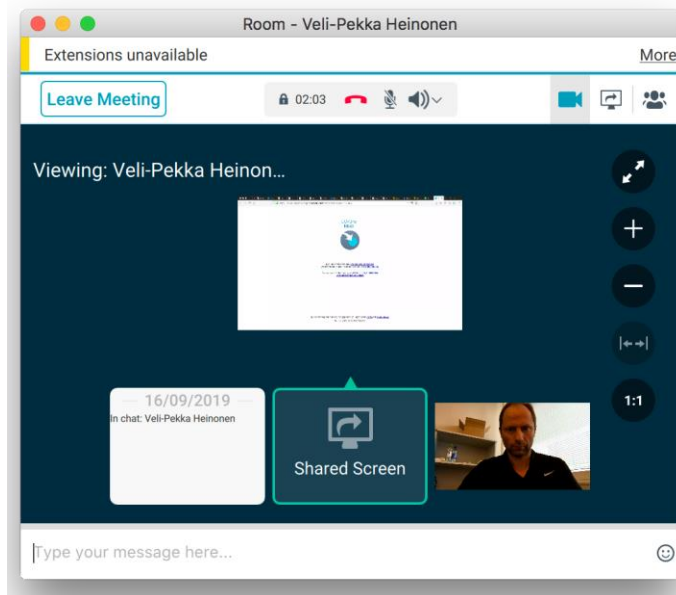 Room - Veli-Pekka Heinonen
Extensions unavailable
More
Leave Meeting
02:03
Viewing: Veli-Pekka Heinon...
16/09/2019
In chat: Veli-Pekka Heinonen
Shared Screen
1:1
Type your message here...